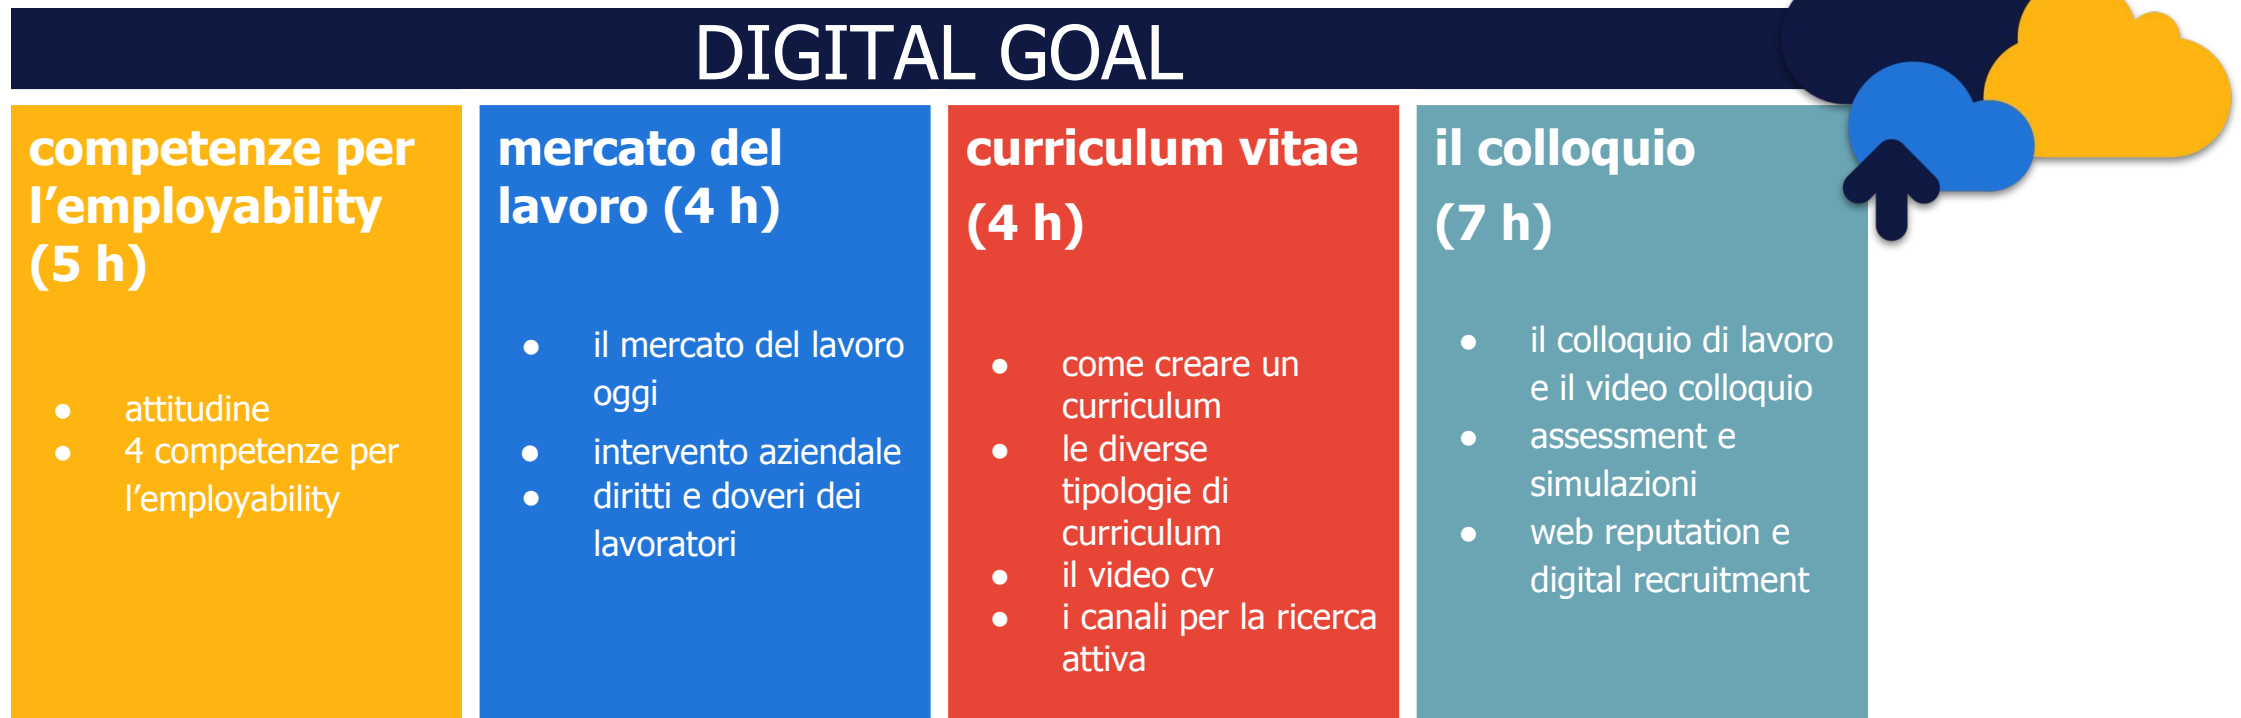 DIGITAL GOAL
competenze per
l’employability
(5 h)
● attitudine
● 4 competenze per
l’employability
mercato del
lavoro (4 h)
● il mercato del lavoro
oggi
● intervento aziendale
● diritti e doveri dei
lavoratori
curriculum vitae
(4 h)
● come creare un
curriculum
● le diverse
tipologie di
curriculum
● il video cv
● i canali per la ricerca
attiva
il colloquio
(7 h)
● il colloquio di lavoro
e il video colloquio
● assessment e
simulazioni
● web reputation e
digital recruitment